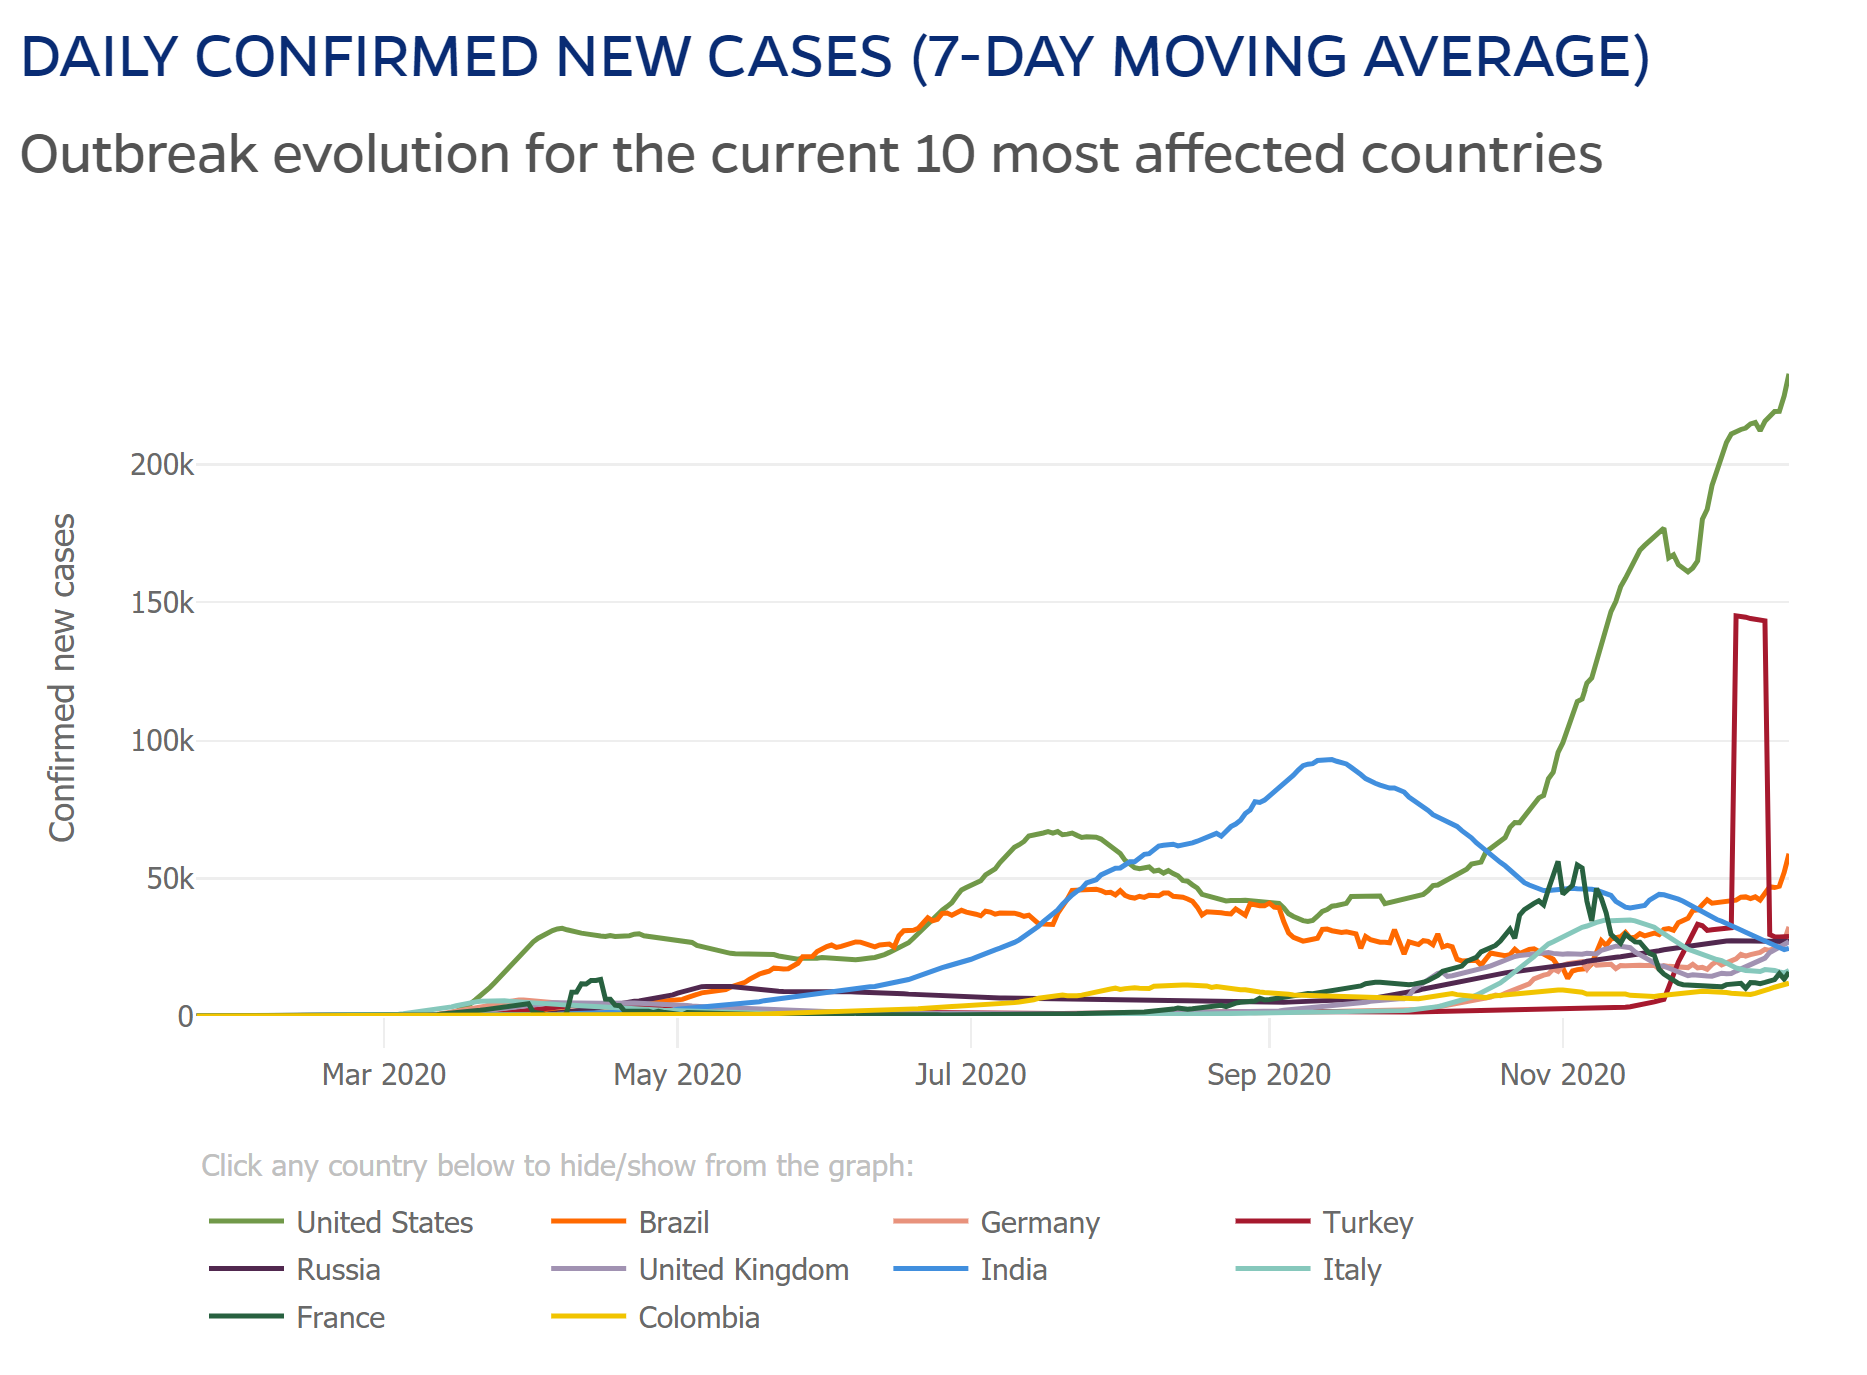 DAILY CONFIRMED NEW CASES (7-DAY MOVING AVERAGE)
Outbreak evolution for the current 10 most affected countries
Confirmed new cases
200k
150k
100k
50k
0
Mar 2020 May 2020 Jul 2020 Sep 2020 Nov 2020
Click any country below to hide/show from the graph:
United States Brazil Germany Turkey
Russia United Kingdom India Italy
France Colombia